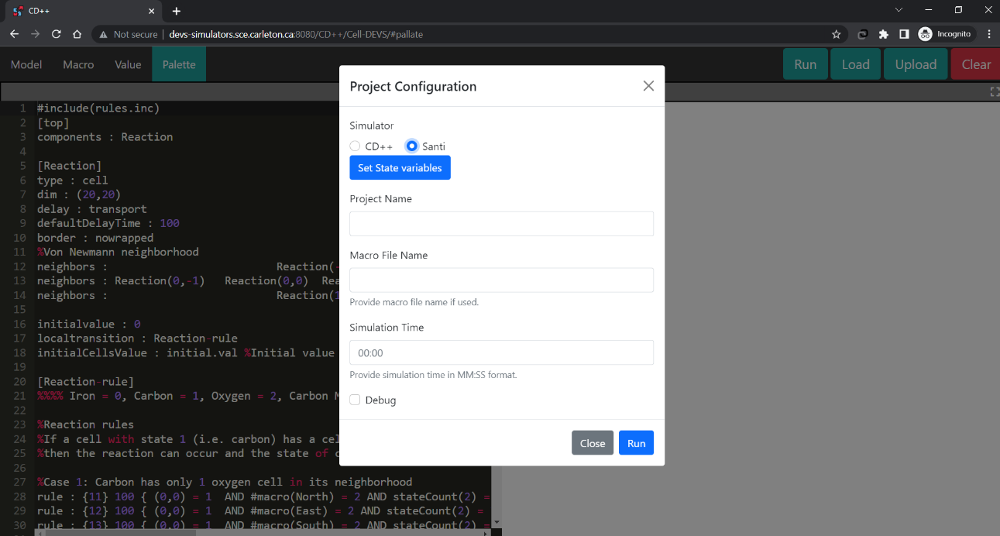 CD++
Not secure | devs-simulators.sce.carleton.ca:8080/CD++/Cell-DEVS/#pallate
Incognito
Model Macro Value Palette Run Load Upload Clear
Project Configuration
Simulator
CD++ Santi
Set State variables
Project Name
Macro File Name
Provide macro file name if used.
Simulation Time
00:00
Provide simulation time in MM:SS format.
Debug
Close Run
1 #include(rules.inc)
2 [top]
3 components : Reaction
4
5 [Reaction]
6 type : cell
7 dim : (20,20)
8 delay : transport
9 defaultDelayTime : 100
10 border : nowrapped
11 %Von Newmann neighborhood
12 neighbors : Reaction(-
13 neighbors : Reaction(0,-1) Reaction(0,0) Rea
14 neighbors : Reaction(1
15
16 initialvalue : 0
17 localtransition : Reaction-rule
18 initialCellsValue : initial.val %Initial value
19
20 [Reaction-rule]
21 %%%% Iron = 0, Carbon = 1, Oxygen = 2, Carbon M
22
23 %Reaction rules
24 %If a cell with state 1 (i.e. carbon) has a cel
25 %then the reaction can occur and the state of c
26
27 %Case 1: Carbon has only 1 oxygen cell in its neighborhood
28 rule : {11} 100 { (0,0) = 1 AND #macro(North) = 2 AND stateCount(2) =
29 rule : {12} 100 { (0,0) = 1 AND #macro(East) = 2 AND stateCount(2) =
30 rule : {13} 100 { (0,0) = 1 AND #macro(South) = 2 AND stateCount(2) =